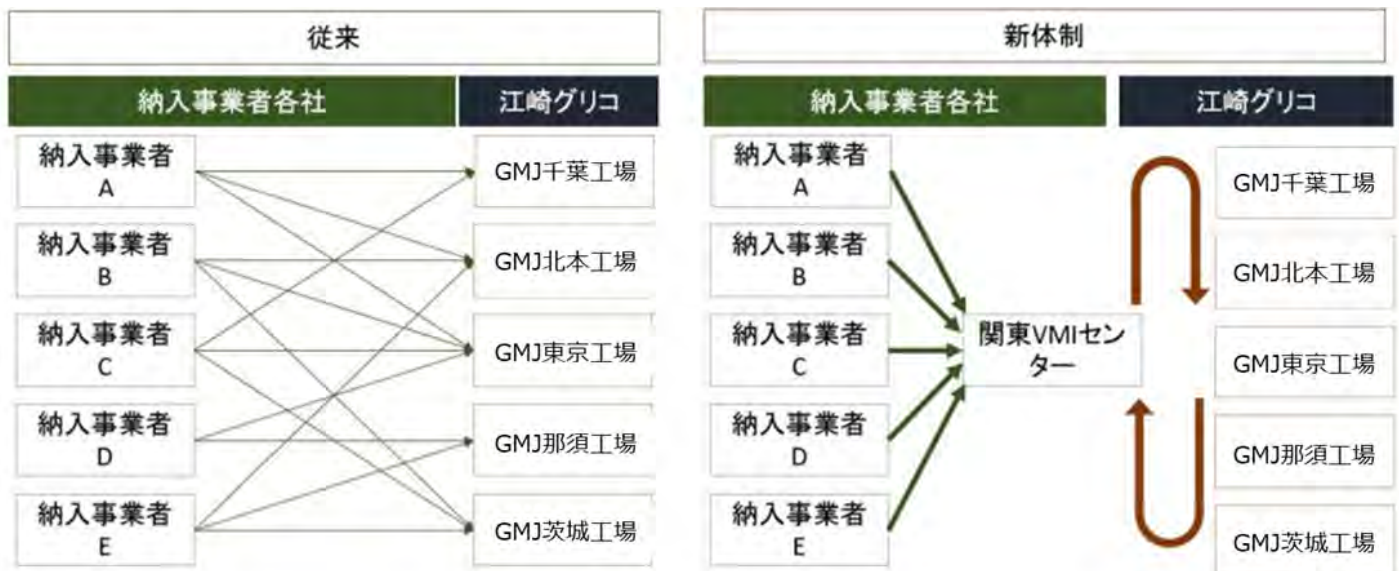 従来
納入事業者各社
江崎グリコ
納入事業者
A
GMJ千葉工場
納入事業者
B
GMJ北本工場
納入事業者
C
GMJ東京工場
納入事業者
D
GMJ那須工場
納入事業者
E
GMJ茨城工場
新体制
納入事業者各社
江崎グリコ
納入事業者
A
納入事業者
B
納入事業者
C
納入事業者
D
納入事業者
E
関東VMIセン
ター
GMJ千葉工場
GMJ北本工場
GMJ東京工場
GMJ那須工場
GMJ茨城工場